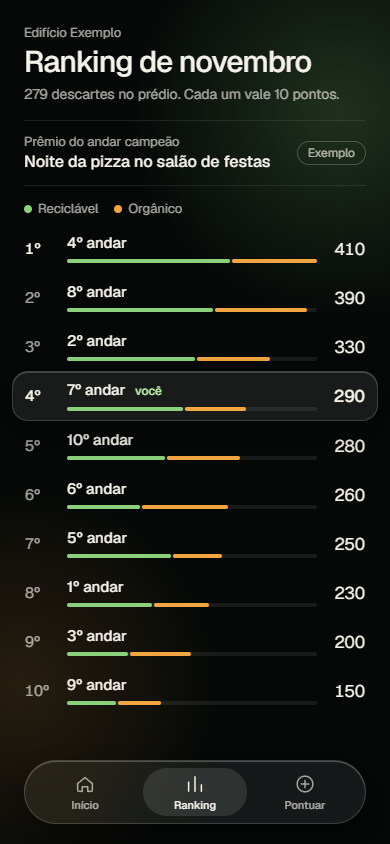 Edifício Exemplo
Ranking de novembro
279 descartes no prédio. Cada um vale 10 pontos.
Prêmio do andar campeão
Noite da pizza no salão de festas
Exemplo
Reciclável Orgânico
1º 4º andar 410
2º 8º andar 390
3º 2º andar 330
4º 7º andar você 290
5º 10º andar 280
6º 6º andar 260
7º 5º andar 250
8º 1º andar 230
9º 3º andar 200
10º 9º andar 150
Início Ranking Pontuar